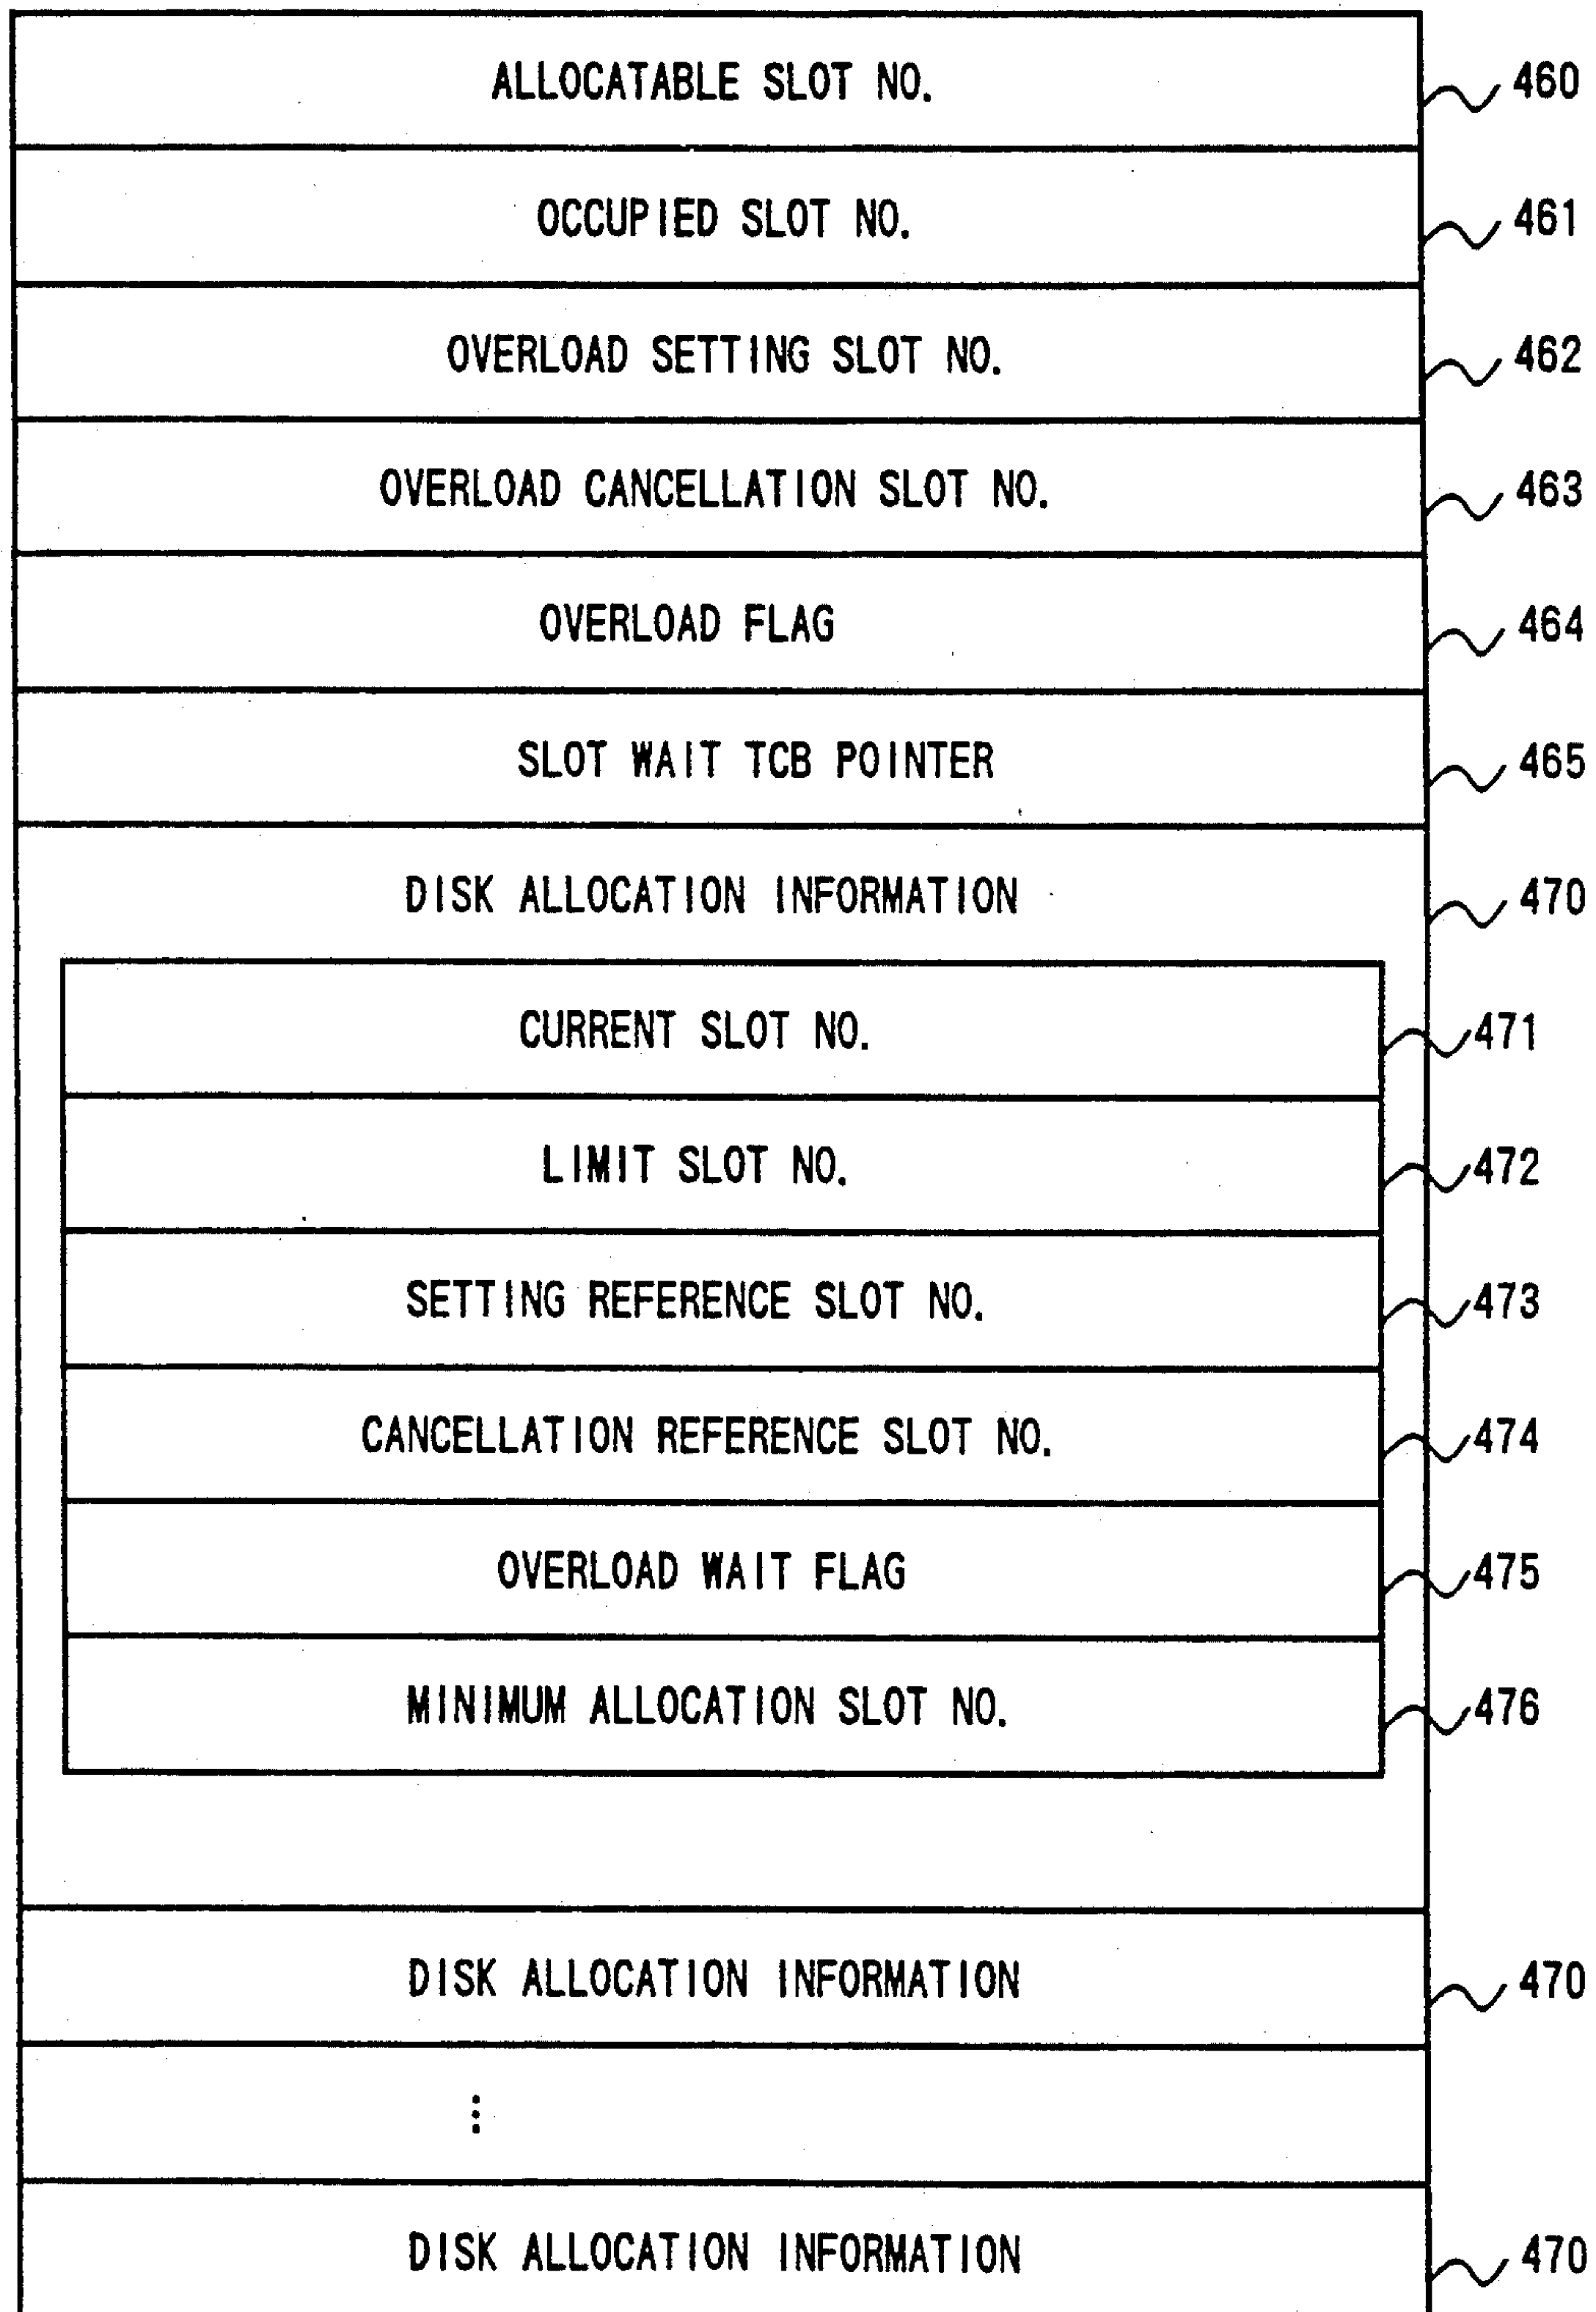 ALLOCATABLE SLOT NO. 460
OCCUPIED SLOT NO. 461
OVERLOAD SETTING SLOT NO. 462
OVERLOAD CANCELLATION SLOT NO. 463
OVERLOAD FLAG 464
SLOT WAIT TCB POINTER 465
DISK ALLOCATION INFORMATION 470
CURRENT SLOT NO. 471
LIMIT SLOT NO. 472
SETTING REFERENCE SLOT NO. 473
CANCELLATION REFERENCE SLOT NO. 474
OVERLOAD WAIT FLAG 475
MINIMUM ALLOCATION SLOT NO. 476
DISK ALLOCATION INFORMATION 470
⋮
DISK ALLOCATION INFORMATION 470